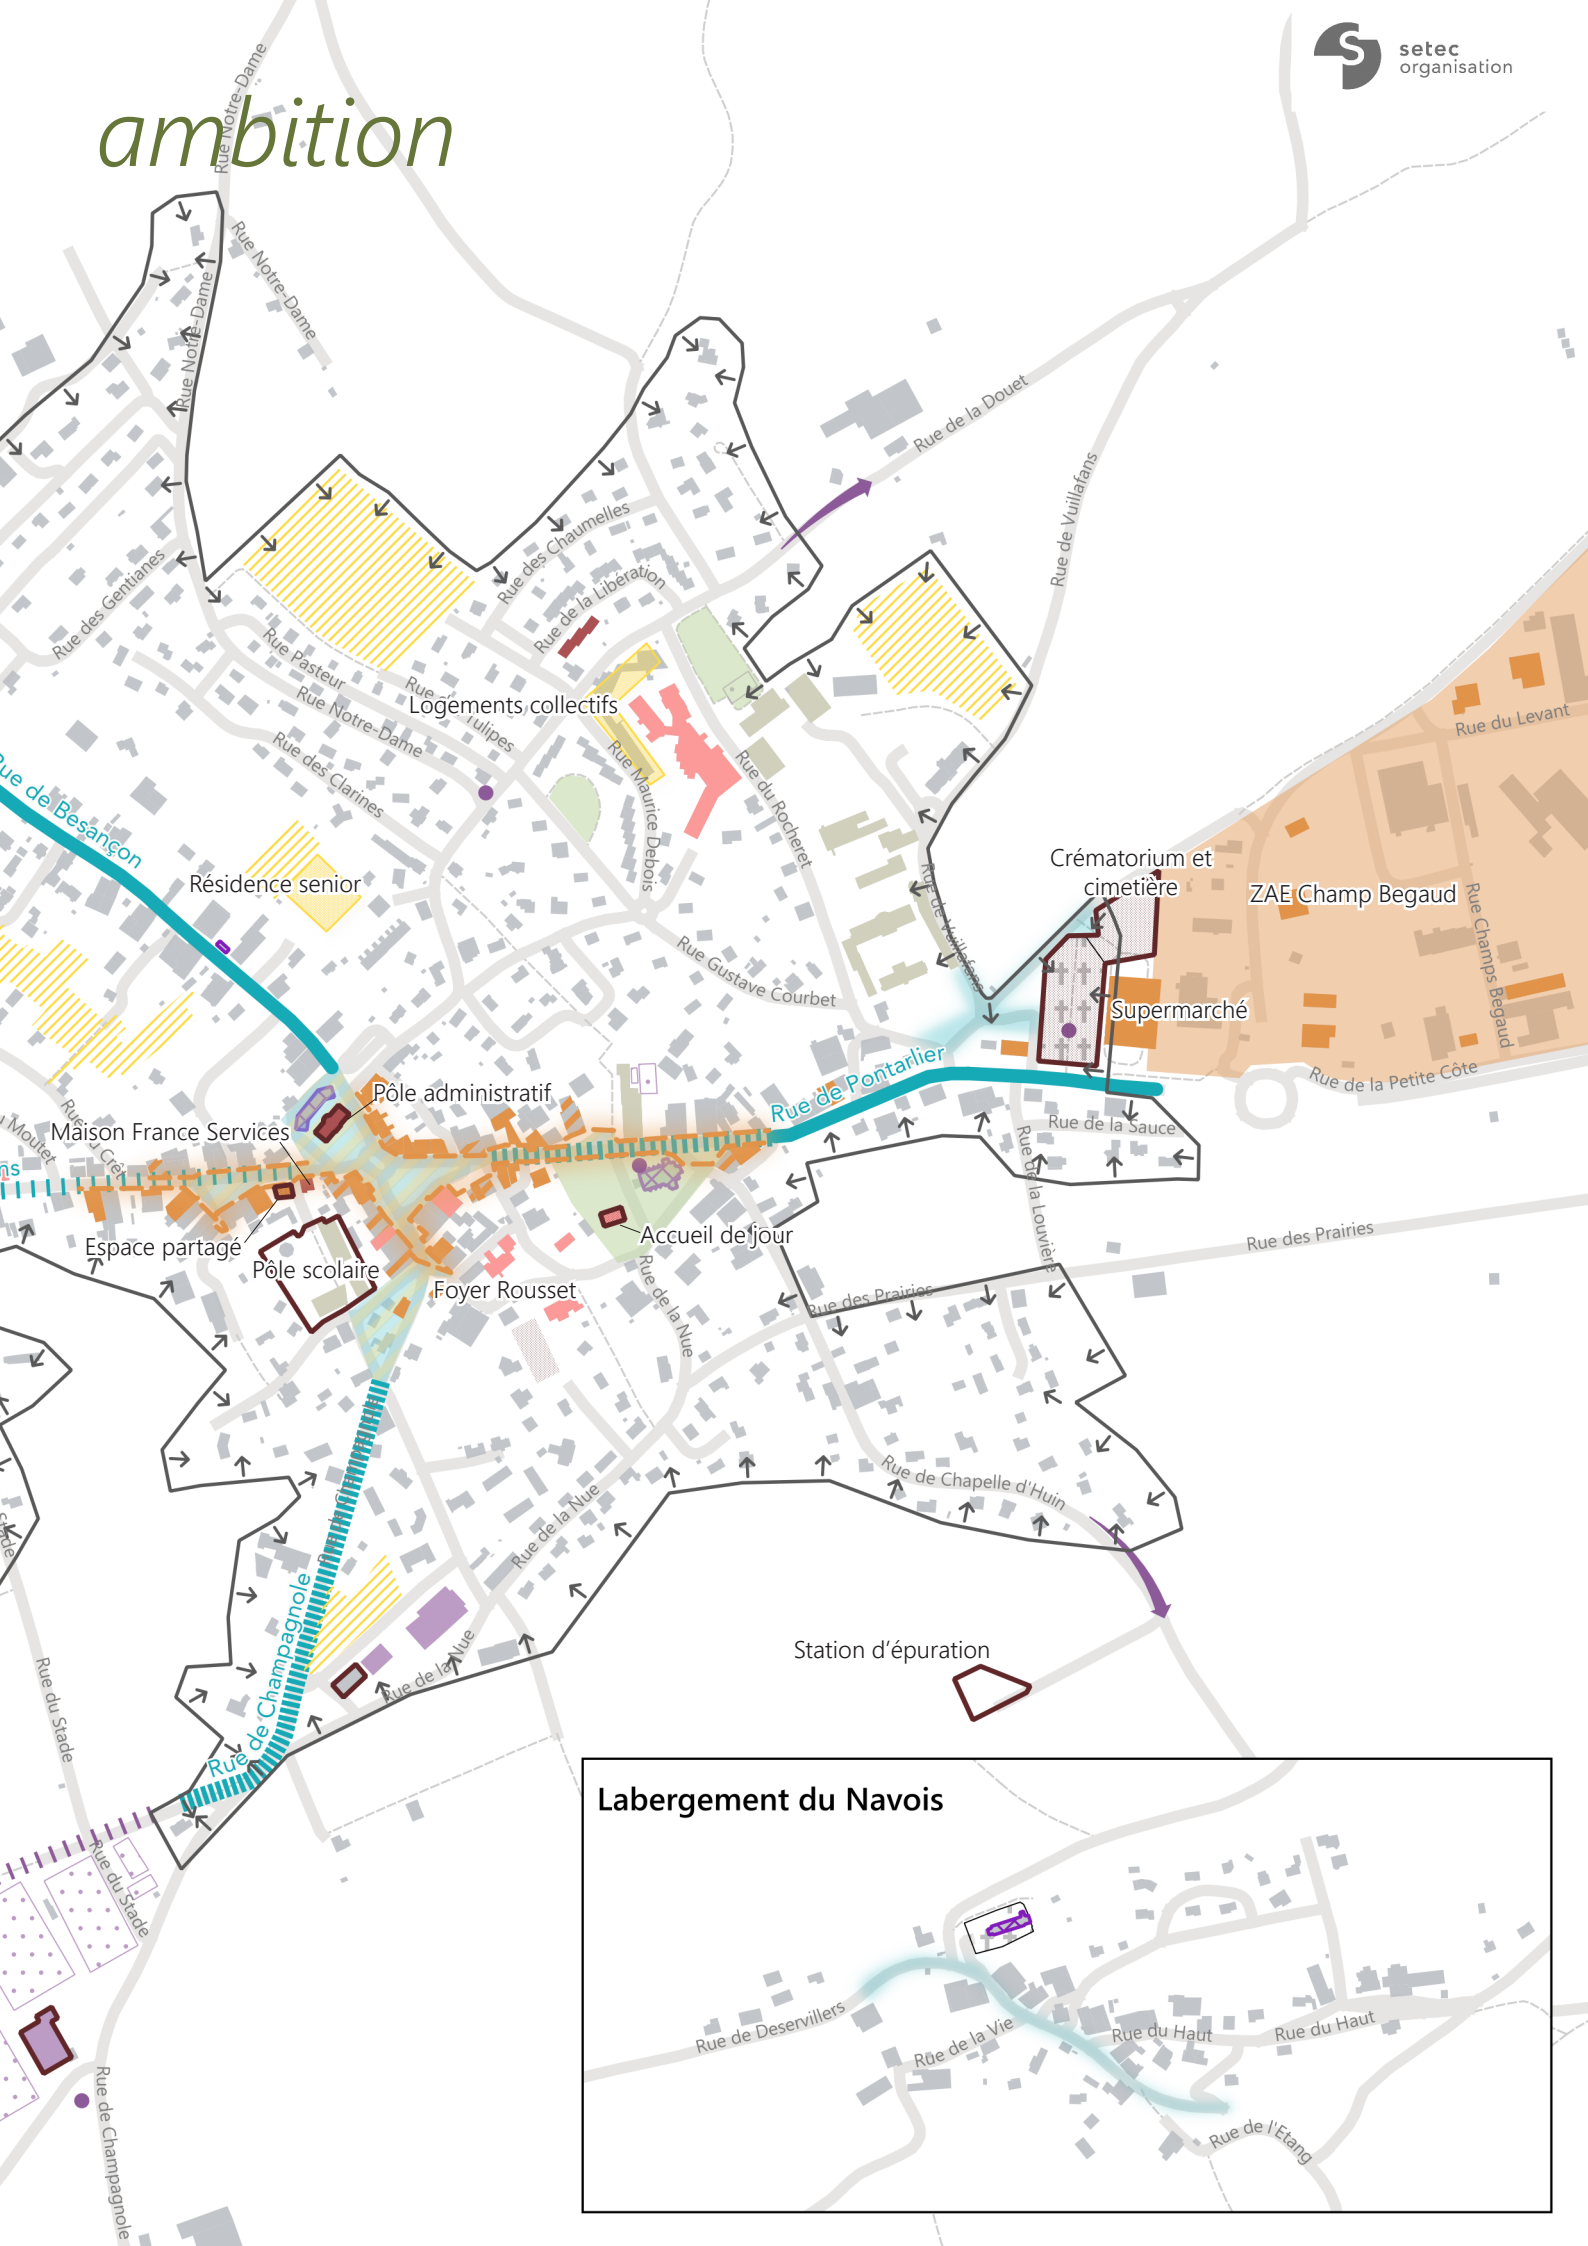 setec
organisation
ambition
Rue Notre-Dame
Rue Notre-Dame
Rue Notre-Dame
Rue de la Douet
Rue de Vuillafans
Rue des Chaumelles
Rue de la Libération
Rue des Gentianes
Rue Pasteur
Rue Notre-Dame
Tulipes
Logements collectifs
Rue des Clarines
Rue Maurice Debois
Rue du Rocheret
Rue du Levant
Rue de Besançon
Résidence senior
Crématorium et
cimetière
ZAE Champ Begaud
Rue Champs Begaud
Rue de Vuillafans
Rue Gustave Courbet
Supermarché
Rue de Pontarlier
Rue de la Petite Côte
Pôle administratif
Maison France Services
Moutet
Rue de la Sauce
Rue de la Louvière
Espace partagé
Accueil de jour
Rue des Prairies
Pôle scolaire
Foyer Rousset
Rue des Prairies
Rue de la Nue
Rue de Chapelle d'Huin
Rue de la Nue
Rue de la Nue
Rue de Champagnole
Station d’épuration
Rue du Stade
Rue du Stade
Rue de Champagnole
Labergement du Navois
Rue de Deservillers
Rue de la Vie
Rue du Haut
Rue du Haut
Rue de l'Etang